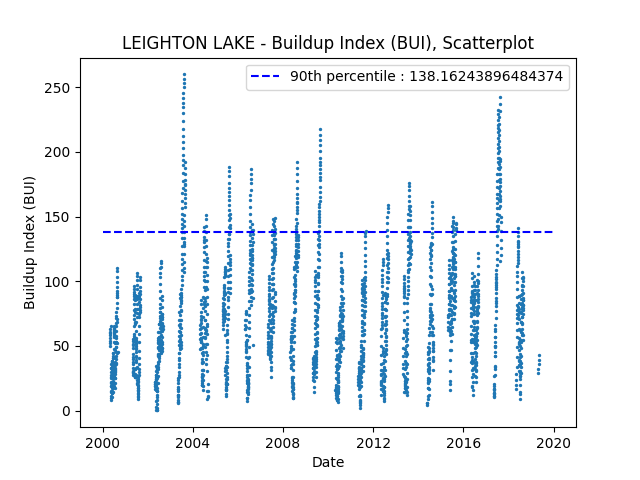 LEIGHTON LAKE - Buildup Index (BUI), Scatterplot
90th percentile : 138.16243896484374
250
200
150
100
50
0
Buildup Index (BUI)
2000 2004 2008 2012 2016 2020
Date